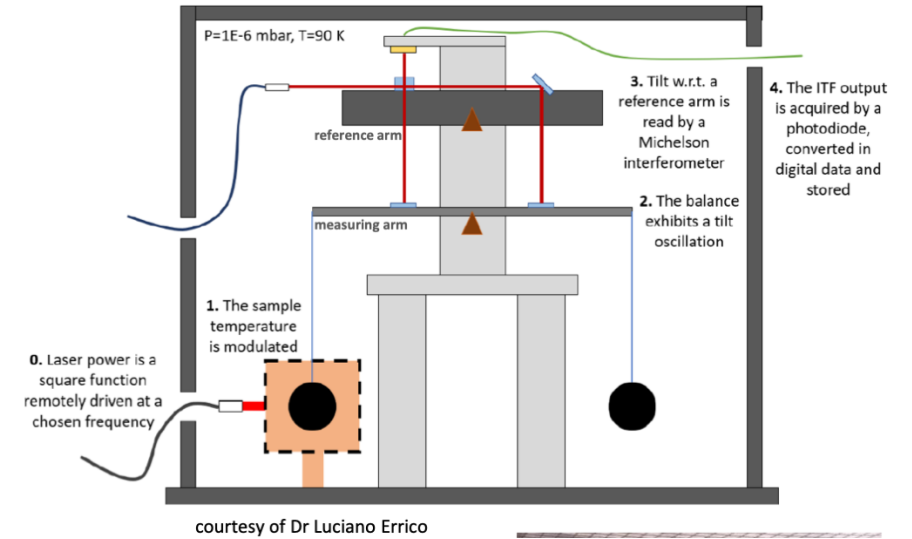 P=1E-6 mbar, T=90 K
3. Tilt w.r.t. a
reference arm is
read by a
Michelson
interferometer
4. The ITF output
is acquired by a
photodiode,
converted in
digital data and
stored
reference arm
2. The balance
exhibits a tilt
oscillation
measuring arm
1. The sample
temperature
is modulated
0. Laser power is a
square function
remotely driven at a
chosen frequency
courtesy of Dr Luciano Errico